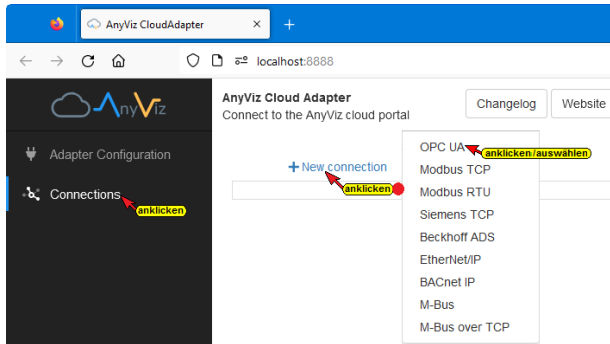 AnyViz CloudAdapter
localhost:8888
AnyViz
AnyViz Cloud Adapter
Connect to the AnyViz cloud portal
Changelog
Website
Adapter Configuration
Connections
anklicken
+ New connection
anklicken
OPC UA
anklicken/auswählen
Modbus TCP
Modbus RTU
Siemens TCP
Beckhoff ADS
EtherNet/IP
BACnet IP
M-Bus
M-Bus over TCP